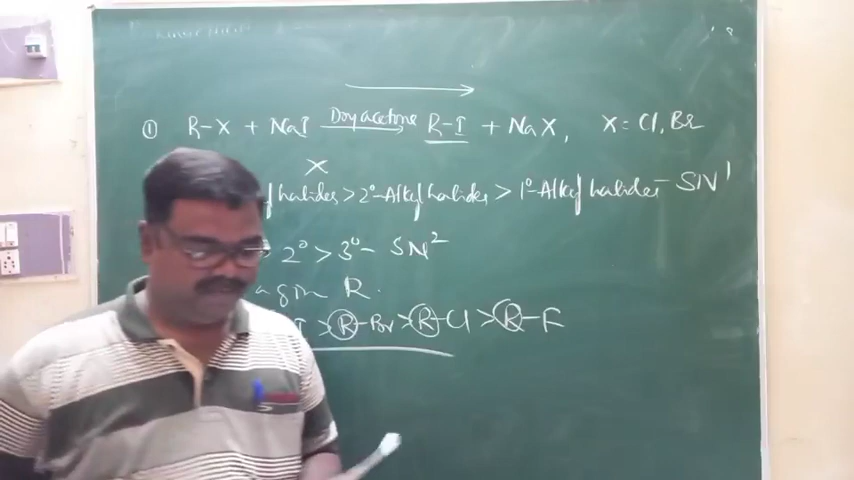 ① R-X + NaI Dry acetone R-I + NaX, X = Cl, Br
X
halides > 2°-Alkyl halides > 1°-Alkyl halides - SN1
2° > 3° - SN2
a given R.
I > R-Br > R-Cl > R-F